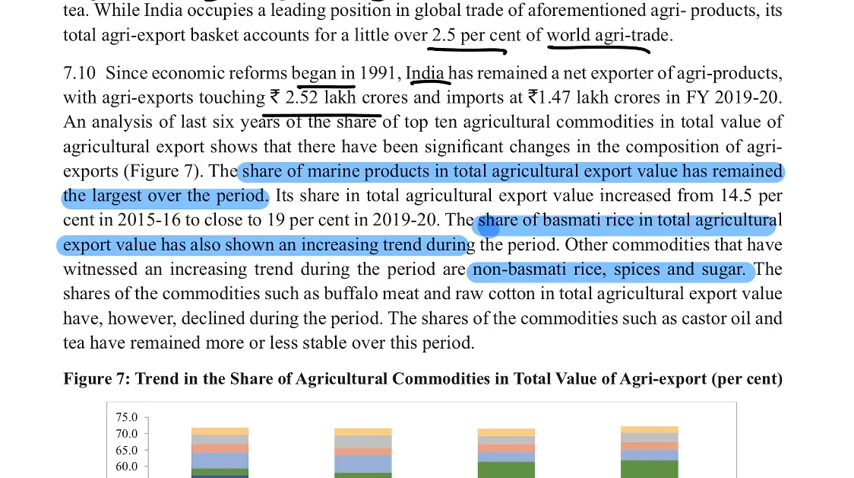 tea. While India occupies a leading position in global trade of aforementioned agri- products, its
total agri-export basket accounts for a little over 2.5 per cent of world agri-trade.
7.10 Since economic reforms began in 1991, India has remained a net exporter of agri-products,
with agri-exports touching ₹ 2.52 lakh crores and imports at ₹1.47 lakh crores in FY 2019-20.
An analysis of last six years of the share of top ten agricultural commodities in total value of
agricultural export shows that there have been significant changes in the composition of agri-
exports (Figure 7). The share of marine products in total agricultural export value has remained
the largest over the period. Its share in total agricultural export value increased from 14.5 per
cent in 2015-16 to close to 19 per cent in 2019-20. The share of basmati rice in total agricultural
export value has also shown an increasing trend during the period. Other commodities that have
witnessed an increasing trend during the period are non-basmati rice, spices and sugar. The
shares of the commodities such as buffalo meat and raw cotton in total agricultural export value
have, however, declined during the period. The shares of the commodities such as castor oil and
tea have remained more or less stable over this period.
Figure 7: Trend in the Share of Agricultural Commodities in Total Value of Agri-export (per cent)
75.0
70.0
65.0
60.0